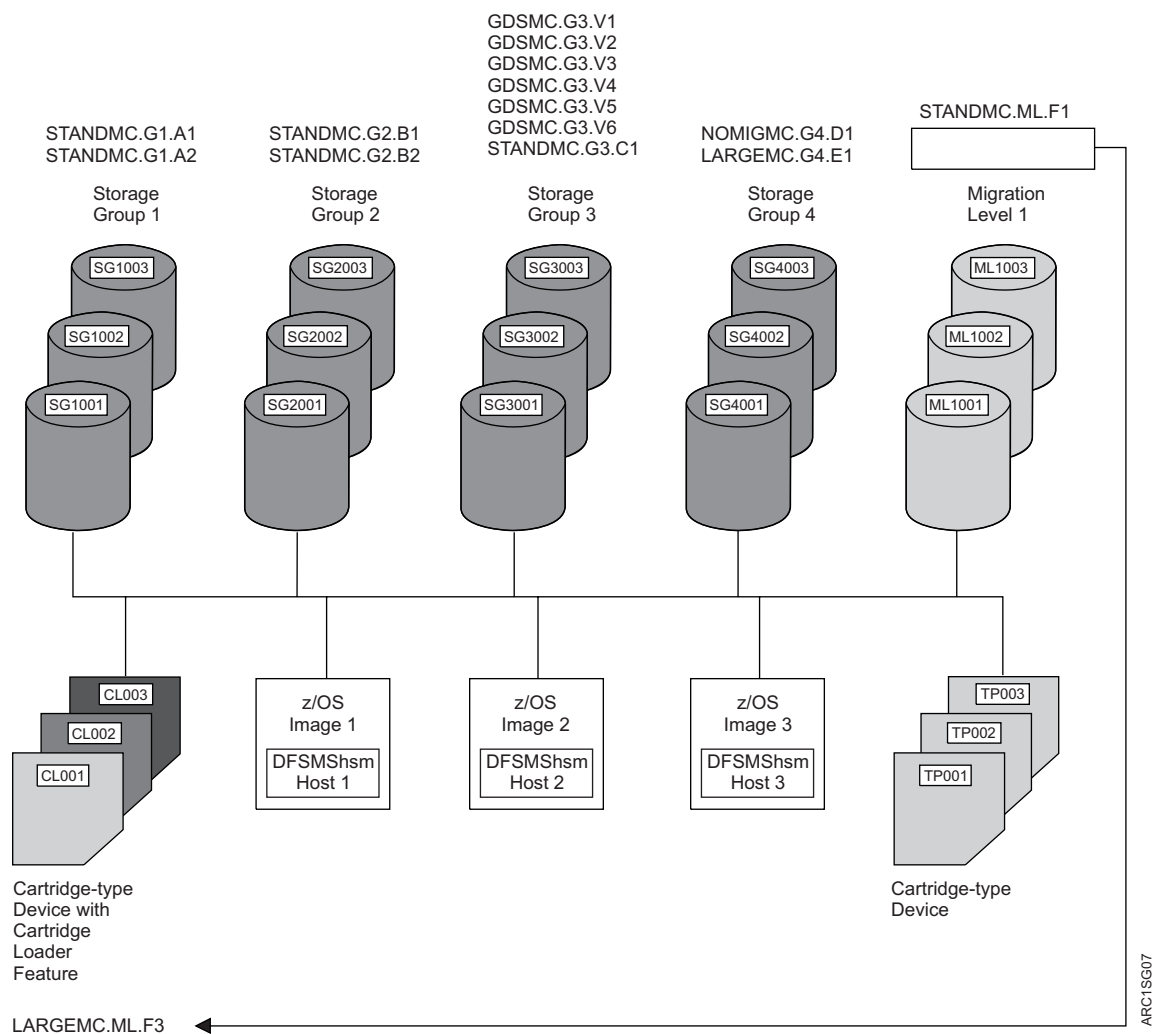 GDSMC.G3.V1
GDSMC.G3.V2
GDSMC.G3.V3
GDSMC.G3.V4
GDSMC.G3.V5
GDSMC.G3.V6
STANDMC.G3.C1
STANDMC.G1.A1
STANDMC.G1.A2
STANDMC.G2.B1
STANDMC.G2.B2
NOMIGMC.G4.D1
LARGEMC.G4.E1
STANDMC.ML.F1
Storage
Group 1
Storage
Group 2
Storage
Group 3
Storage
Group 4
Migration
Level 1
SG1003
SG1002
SG1001
SG2003
SG2002
SG2001
SG3003
SG3002
SG3001
SG4003
SG4002
SG4001
ML1003
ML1002
ML1001
CL003
CL002
CL001
z/OS
Image 1
DFSMShsm
Host 1
z/OS
Image 2
DFSMShsm
Host 2
z/OS
Image 3
DFSMShsm
Host 3
TP003
TP002
TP001
Cartridge-type
Device with
Cartridge
Loader
Feature
Cartridge-type
Device
LARGEMC.ML.F3
ARC1SG07